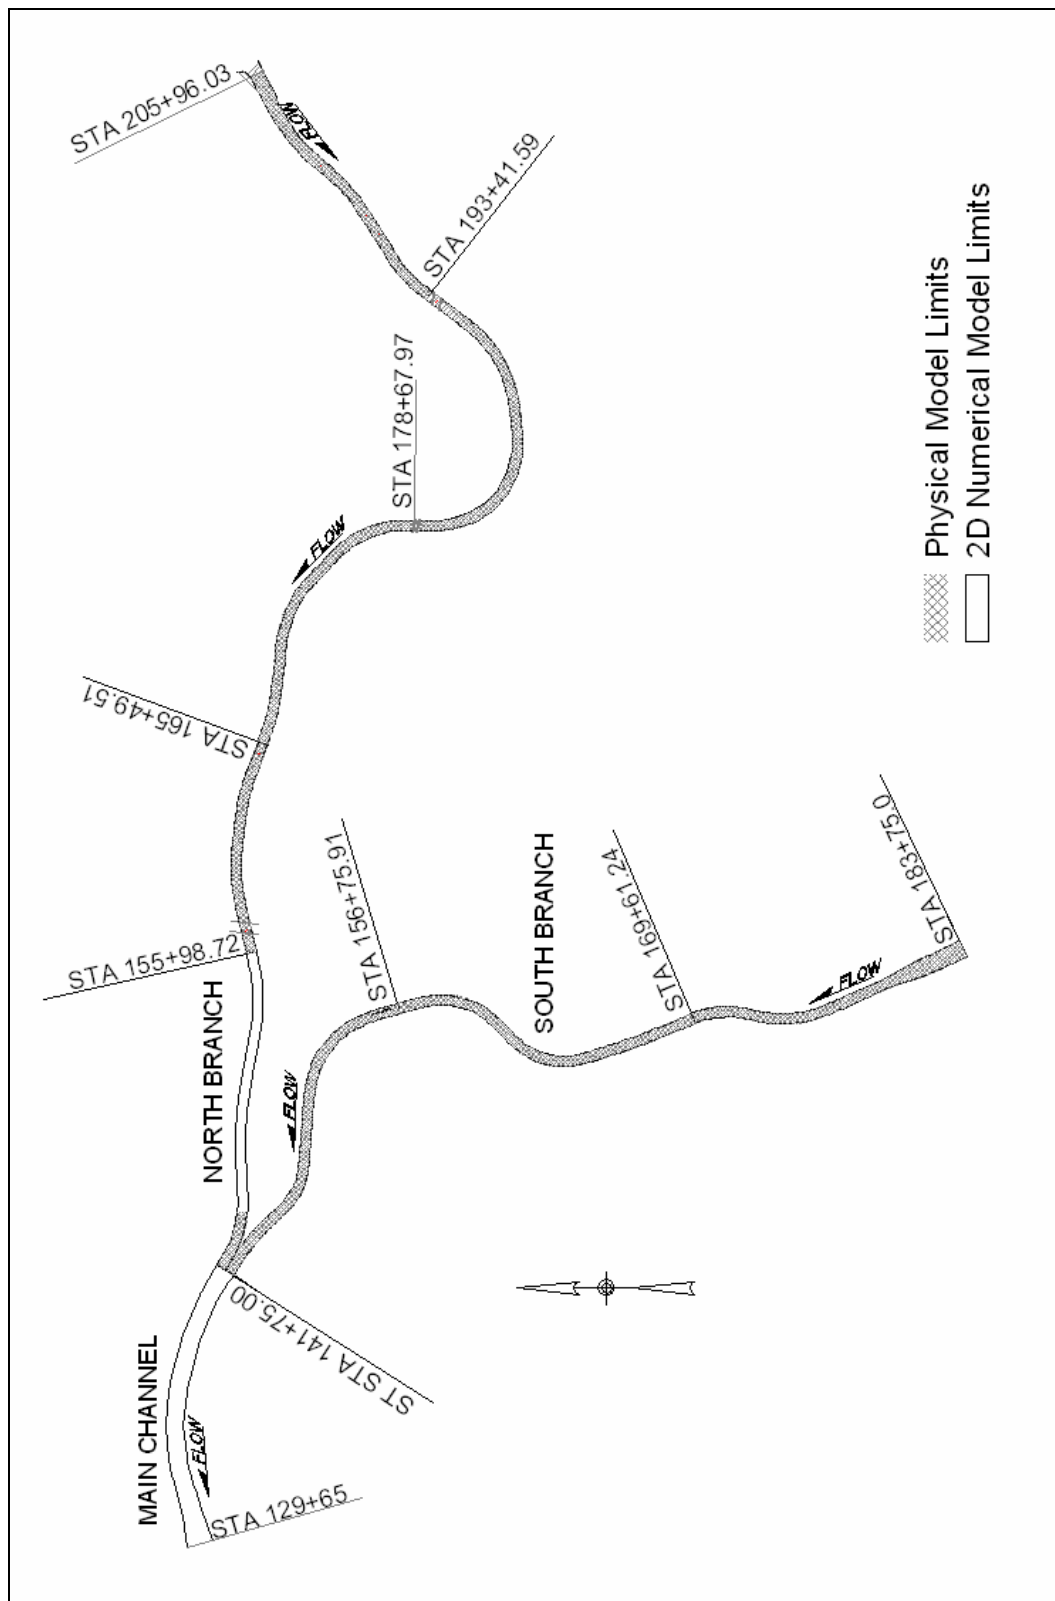 STA 205+96.03
FLOW
STA 193+41.59
STA 178+67.97
FLOW
STA 165+49.51
STA 155+98.72
NORTH BRANCH
STA 156+75.91
SOUTH BRANCH
STA 169+61.24
STA 183+75.0
FLOW
FLOW
ST STA 141+75.00
MAIN CHANNEL
FLOW
STA 129+65
Physical Model Limits
2D Numerical Model Limits